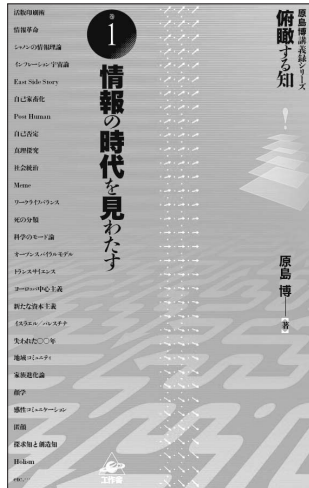 原島 博講義録シリーズ
俯瞰する知
巻
1
情報の時代を見わたす
原島 博——[著]
活版印刷術
情報革命
シャノンの情報理論
インフレーション宇宙論
East Side Story
自己家畜化
Post Human
自己否定
真理探究
社会統治
Meme
ワークライフバランス
死の分類
科学のモード論
オープンスパイラルモデル
トランスサイエンス
ヨーロッパ中心主義
新たな資本主義
イスラエル/パレスチナ
失われた〇〇年
地域コミュニティ
家族進化論
顔学
感性コミュニケーション
匿顔
探求知と創造知
Holism
工作舎